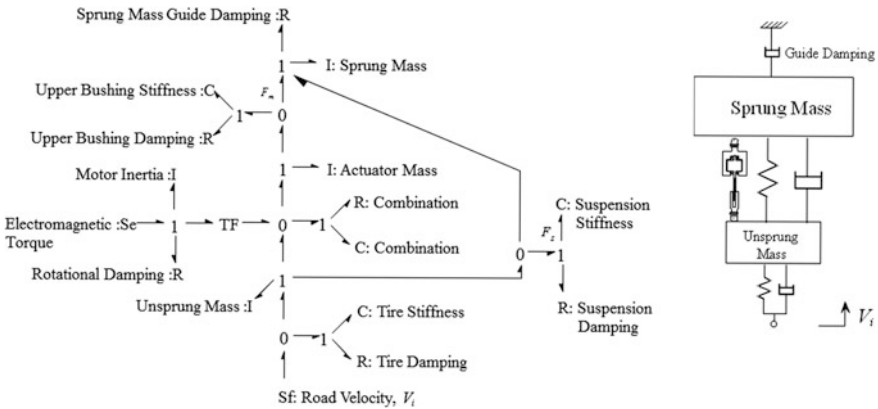 Sprung Mass Guide Damping :R
1
I: Sprung Mass
Upper Bushing Stiffness :C
F_m
1
0
Upper Bushing Damping :R
Motor Inertia :I
1
I: Actuator Mass
R: Combination
Electromagnetic :Se
Torque
1
TF
0
1
C: Combination
Rotational Damping :R
1
Unsprung Mass :I
C: Suspension
Stiffness
F_s
0
1
R: Suspension
Damping
C: Tire Stiffness
0
1
R: Tire Damping
Sf: Road Velocity, V_i
Guide Damping
Sprung Mass
Unsprung
Mass
V_i